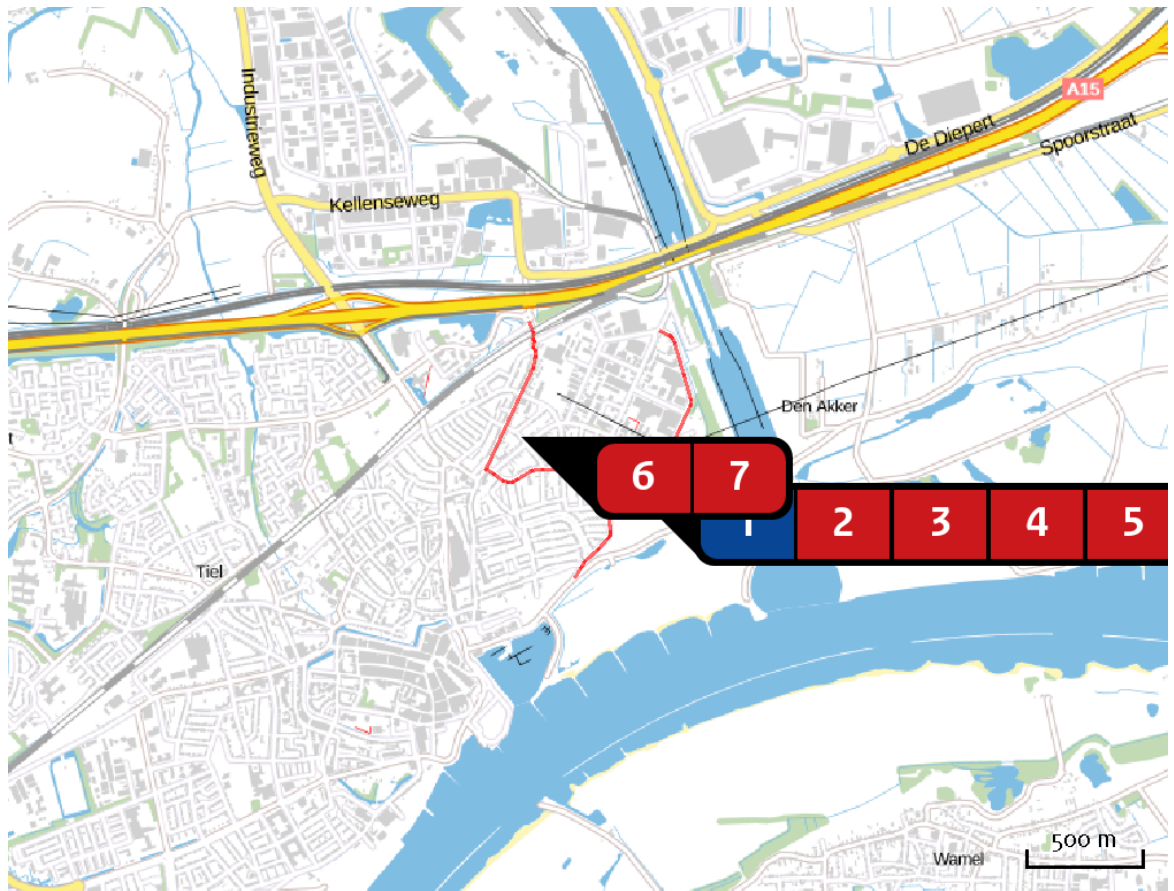 A15
De Diepert
Spoorstraat
Industrieweg
Kellenseweg
Den Akker
6 7
1 2 3 4 5
Tiel
500 m
Wamel